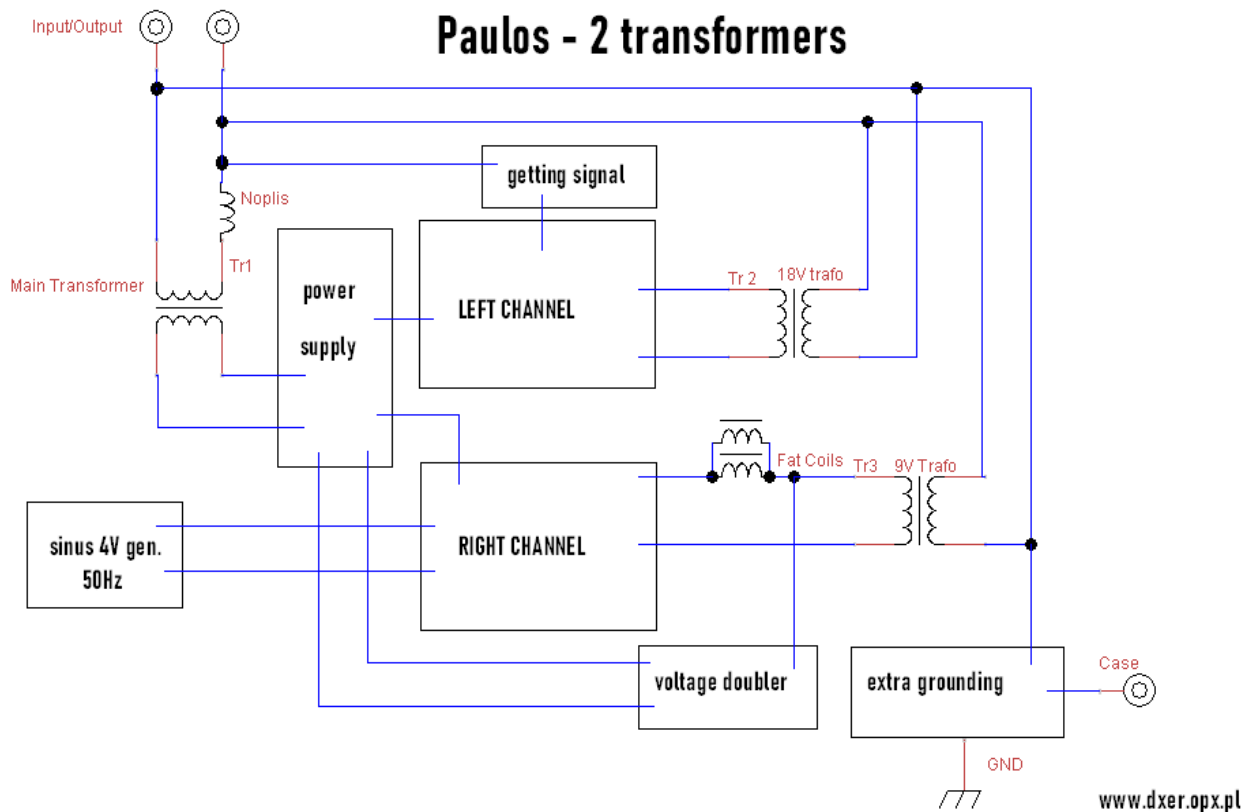 Input/Output
Paulos - 2 transformers
getting signal
Noplis
Tr1
Main Transformer
power
supply
LEFT CHANNEL
Tr 2
18V trafo
Fat Coils
Tr3
9V Trafo
sinus 4V gen.
50Hz
RIGHT CHANNEL
voltage doubler
extra grounding
Case
GND
www.dxer.opx.pl